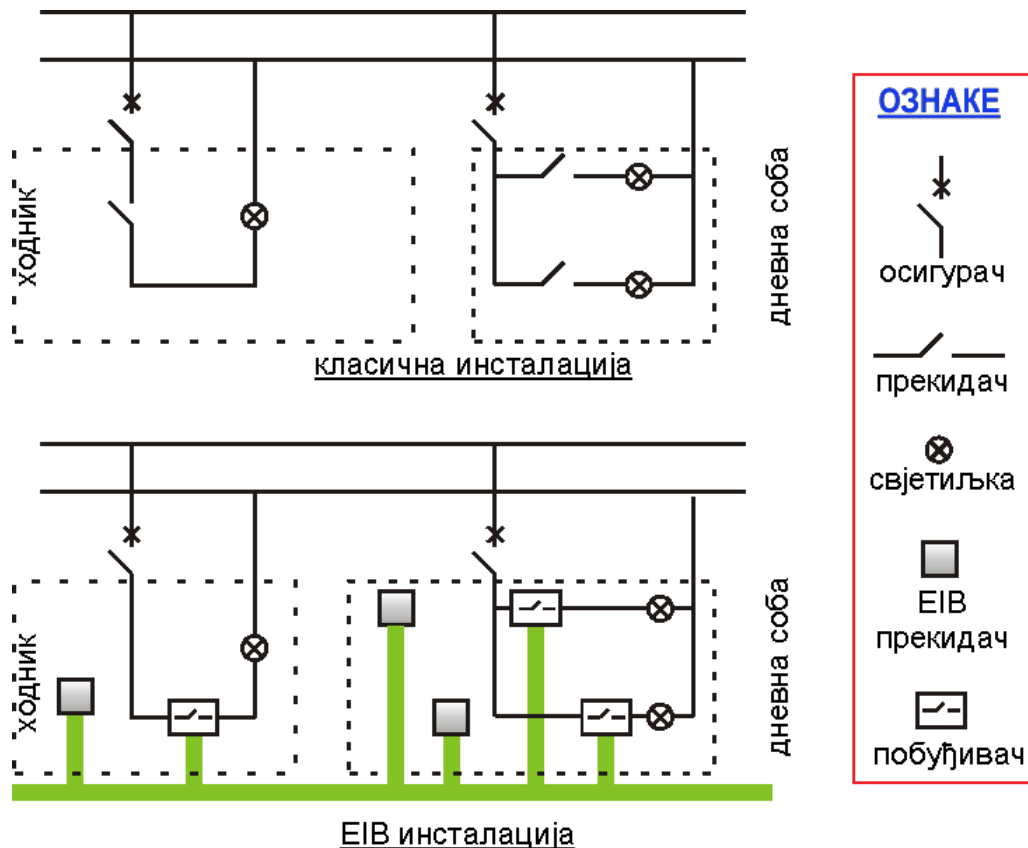 ходник
дневна соба
класична инсталација
ходник
дневна соба
EIB инсталација
ОЗНАКЕ
осигурач
прекидач
свјетиљка
EIB
прекидач
побуђивач